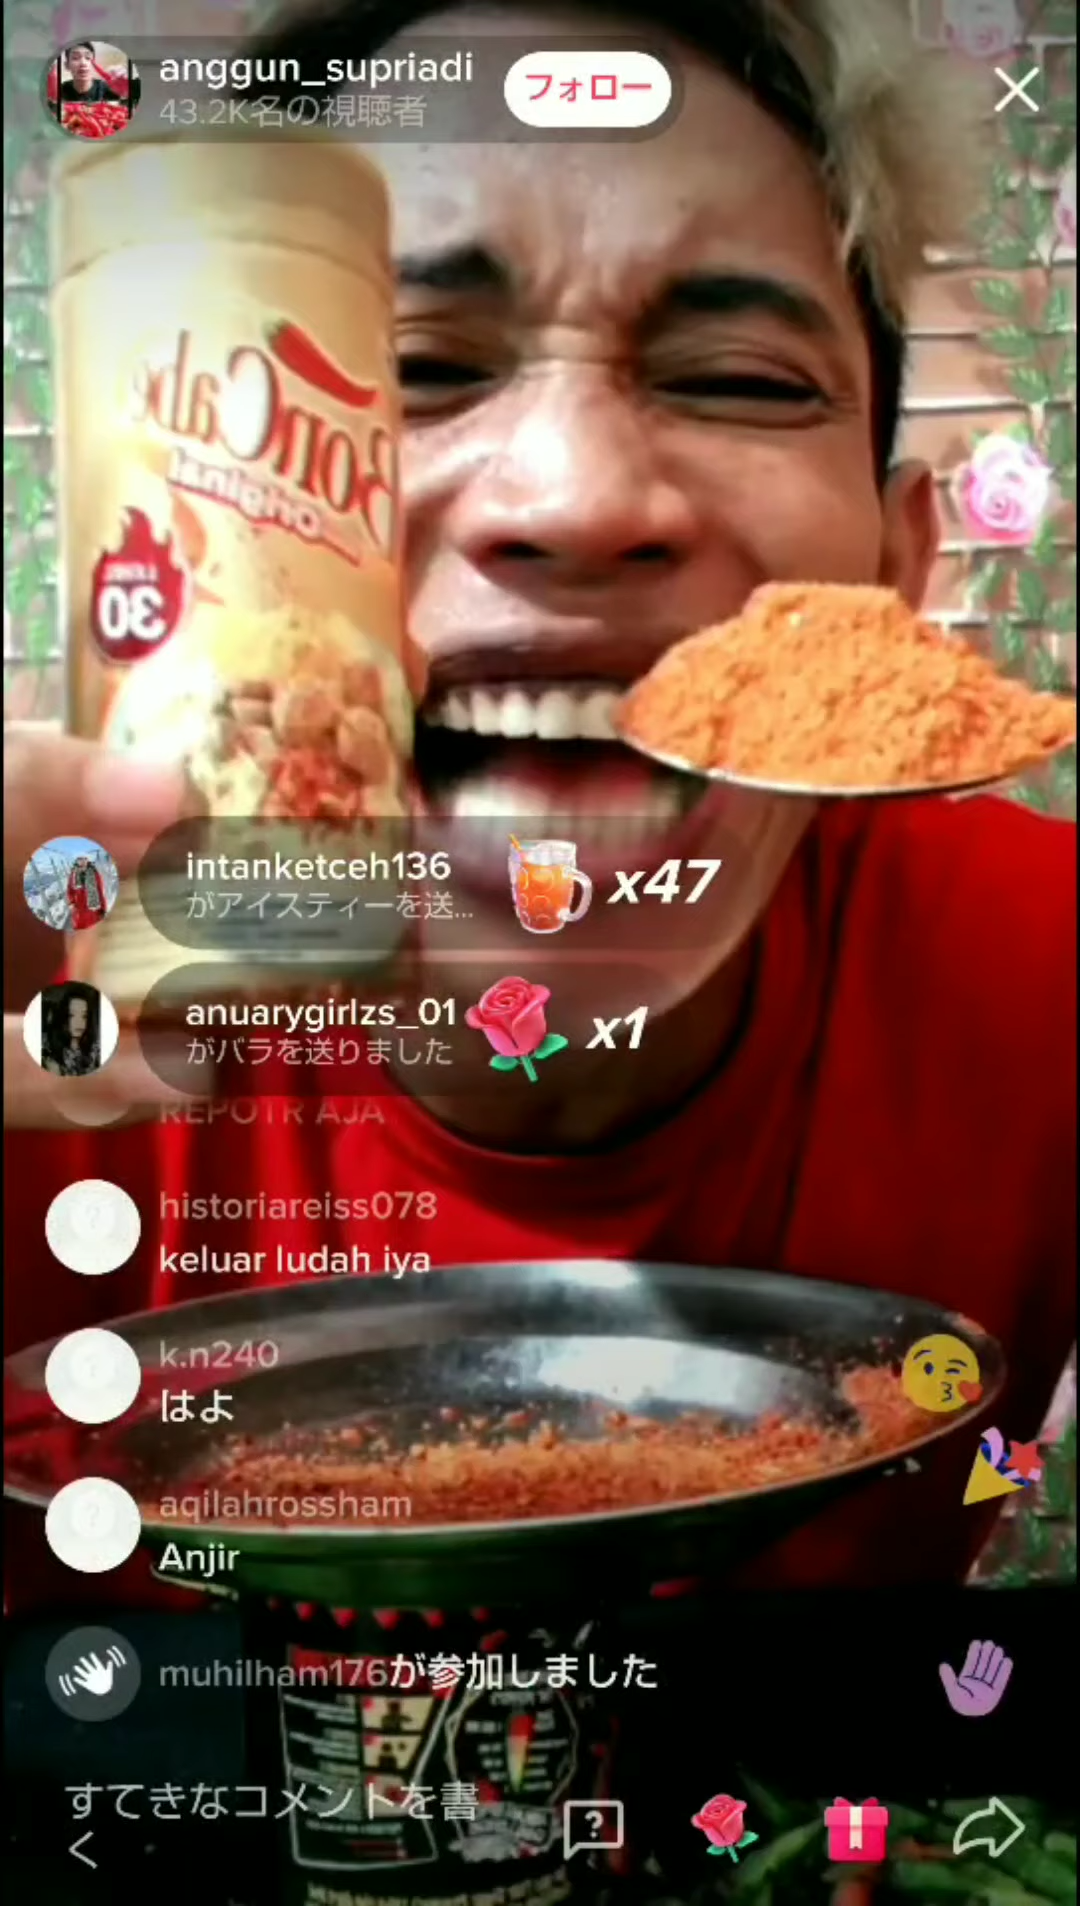 anggun_supriadi
43.2K名の視聴者
フォロー
BonCabe
original
LEVEL
30
intanketceh136
がアイスティーを送...
x47
anuarygirlzs_01
がバラを送りました
x1
REPOTR AJA
historiareiss078
keluar ludah iya
k.n240
はよ
aqilahrossham
Anjir
muhilham176が参加しました
すてきなコメントを書